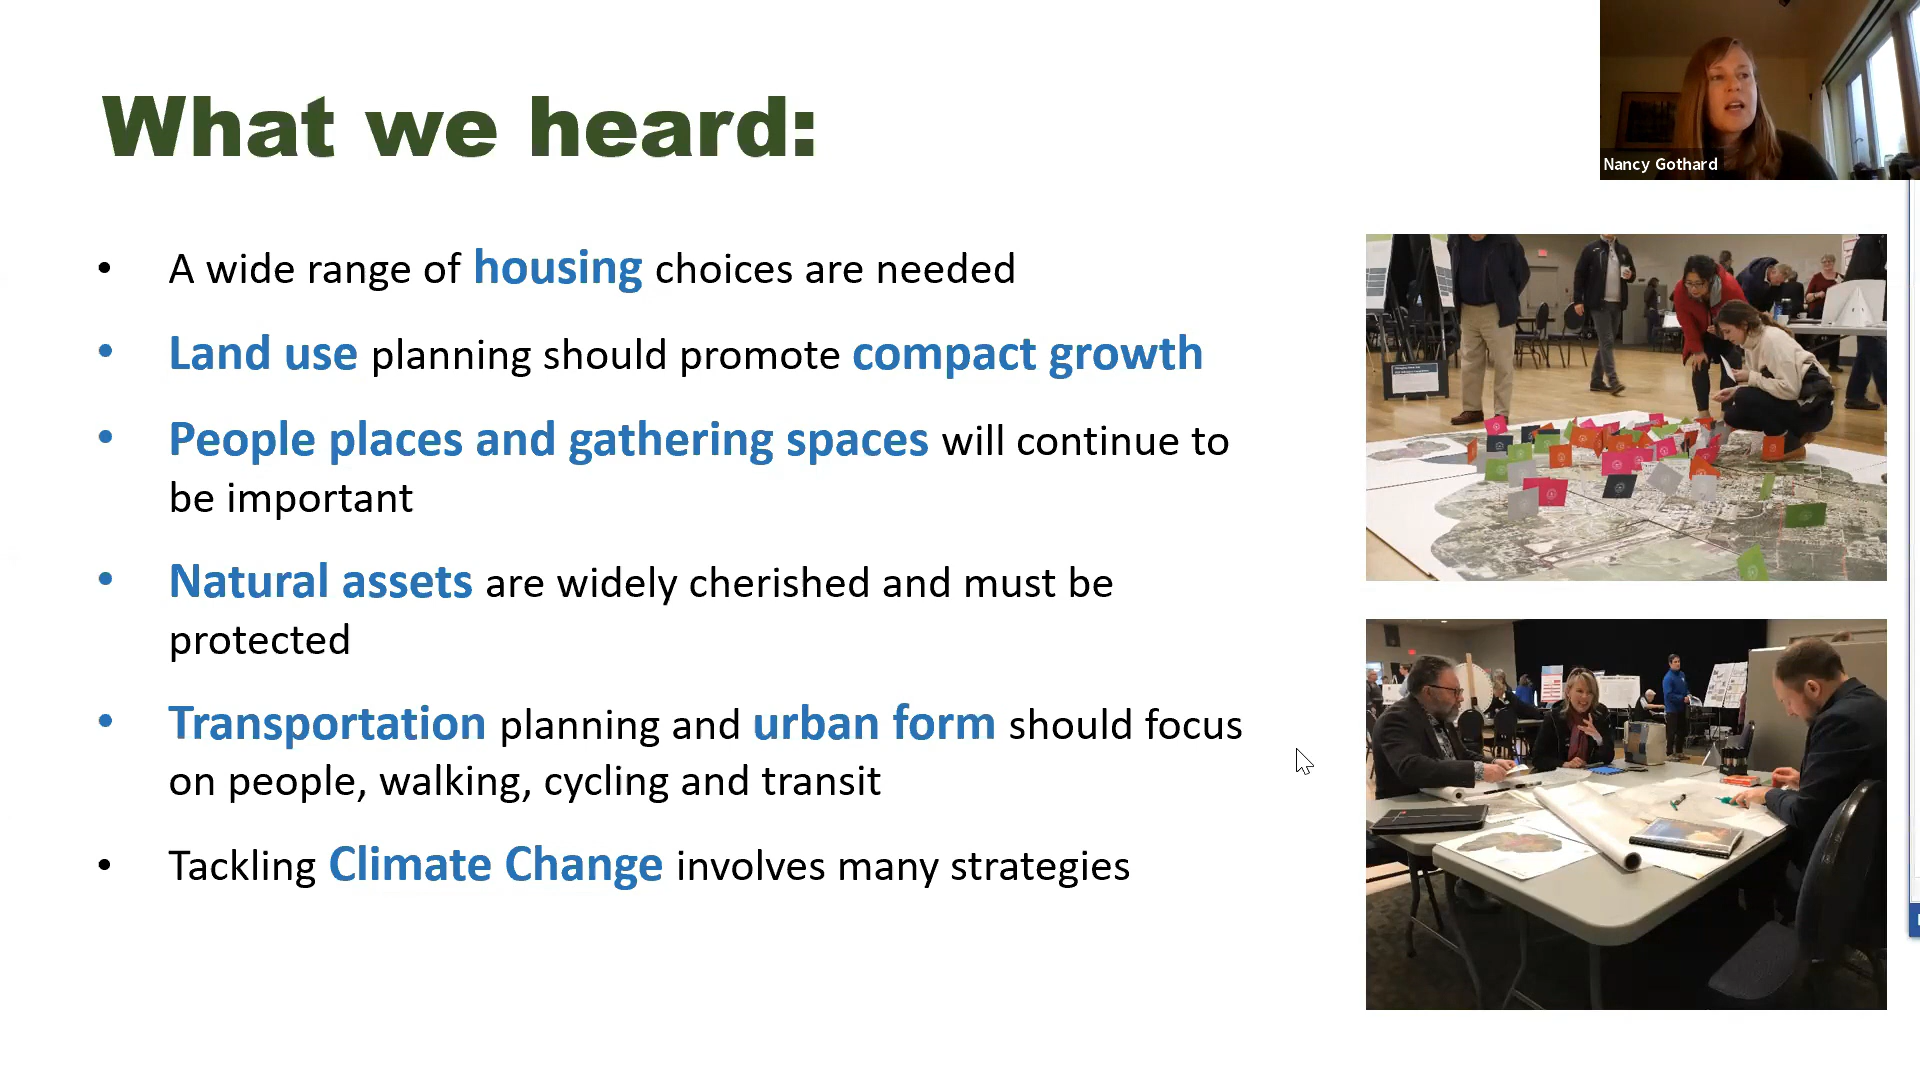 What we heard:
Nancy Gothard
• A wide range of housing choices are needed
• Land use planning should promote compact growth
• People places and gathering spaces will continue to
be important
• Natural assets are widely cherished and must be
protected
• Transportation planning and urban form should focus
on people, walking, cycling and transit
• Tackling Climate Change involves many strategies